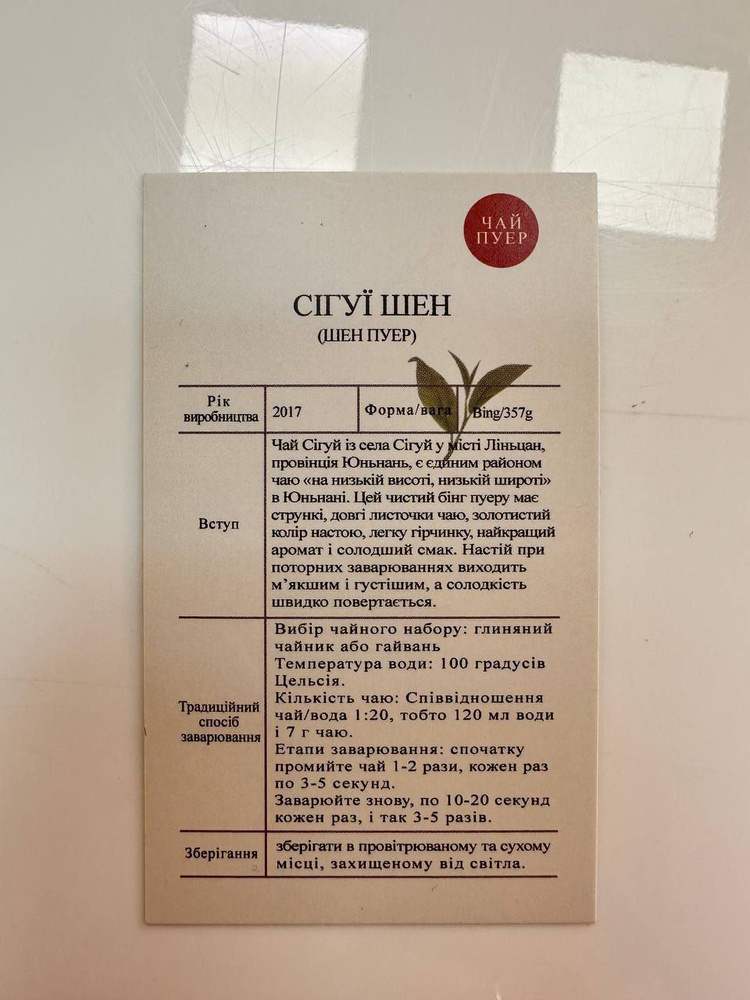 ЧАЙ
ПУЕР
СІГУЇ ШЕН
(ШЕН ПУЕР)
Рік
виробництва
2017
Форма/вага
Bing/357g
Вступ
Чай Сігуй із села Сігуй у місті Ліньцан,
провінція Юньнань, є єдиним районом
чаю «на низькій висоті, низькій широті»
в Юньнані. Цей чистий бінг пуеру має
стрункі, довгі листочки чаю, золотистий
колір настою, легку гірчинку, найкращий
аромат і солодший смак. Настій при
поторних заварюваннях виходить
м’якшим і густішим, а солодкість
швидко повертається.
Традиційний
спосіб
заварювання
Вибір чайного набору: глиняний
чайник або гайвань
Температура води: 100 градусів
Цельсія.
Кількість чаю: Співвідношення
чай/вода 1:20, тобто 120 мл води
і 7 г чаю.
Етапи заварювання: спочатку
промийте чай 1-2 рази, кожен раз
по 3-5 секунд.
Заварюйте знову, по 10-20 секунд
кожен раз, і так 3-5 разів.
Зберігання
зберігати в провітрюваному та сухому
місці, захищеному від світла.